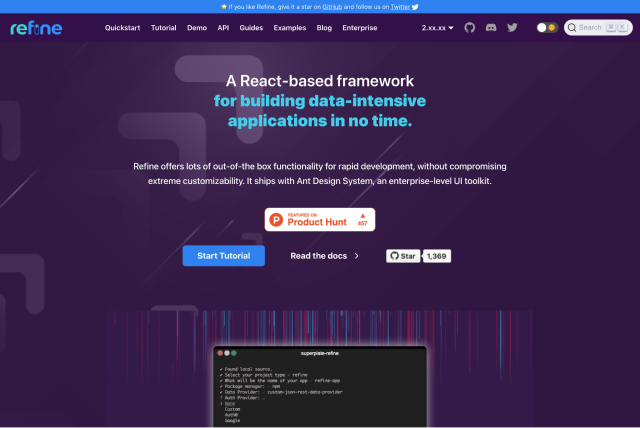 ⭐ If you like Refine, give it a star on GitHub and follow us on Twitter
refine Quickstart Tutorial Demo API Guides Examples Blog Enterprise 2.xx.xx Search ⌘ K
A React-based framework
for building data-intensive
applications in no time.
Refine offers lots of out-of-the box functionality for rapid development, without compromising
extreme customizability. It ships with Ant Design System, an enterprise-level UI toolkit.
P FEATURED ON
Product Hunt
▲ 457
Start Tutorial Read the docs Star 1,369
superplate-refine
✔ Found local source.
✔ Select your project type · refine
✔ What will be the name of your app · refine-app
✔ Package manager: · npm
✔ Data Provider: · custom-json-rest-data-provider
? Auth Provider: …
❯ None
Custom
Auth0
Google